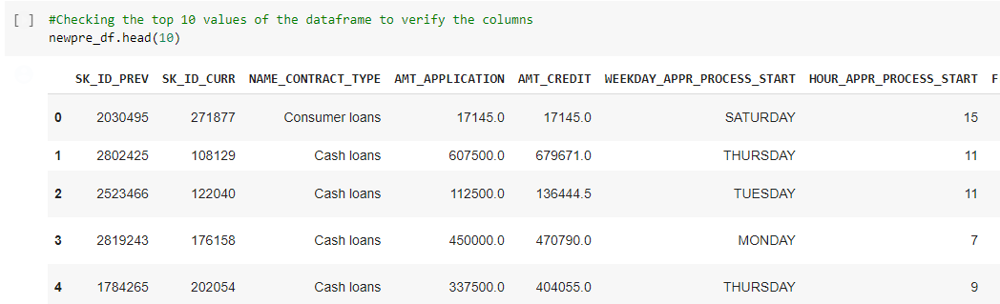 [ ] #Checking the top 10 values of the dataframe to verify the columns
newpre_df.head(10)
SK_ID_PREV SK_ID_CURR NAME_CONTRACT_TYPE AMT_APPLICATION AMT_CREDIT WEEKDAY_APPR_PROCESS_START HOUR_APPR_PROCESS_START F
0 2030495 271877 Consumer loans 17145.0 17145.0 SATURDAY 15
1 2802425 108129 Cash loans 607500.0 679671.0 THURSDAY 11
2 2523466 122040 Cash loans 112500.0 136444.5 TUESDAY 11
3 2819243 176158 Cash loans 450000.0 470790.0 MONDAY 7
4 1784265 202054 Cash loans 337500.0 404055.0 THURSDAY 9